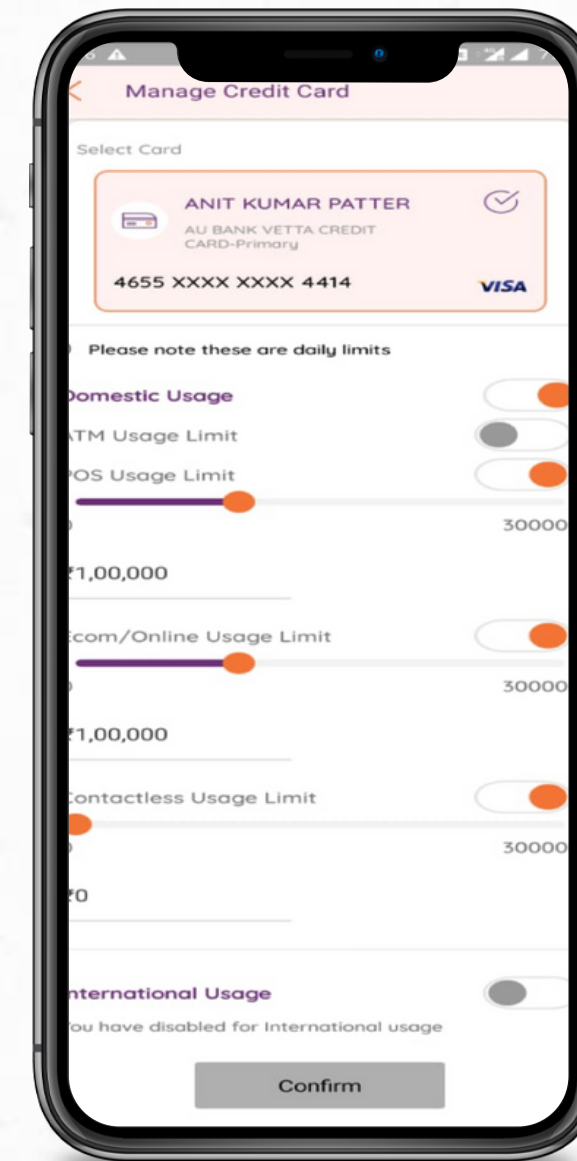 Manage Credit Card
Select Card
ANIT KUMAR PATTER
AU BANK VETTA CREDIT
CARD-Primary
4655 XXXX XXXX 4414
VISA
Please note these are daily limits
Domestic Usage
ATM Usage Limit
POS Usage Limit
30000
₹1,00,000
Ecom/Online Usage Limit
30000
₹1,00,000
Contactless Usage Limit
30000
₹0
International Usage
You have disabled for International usage
Confirm